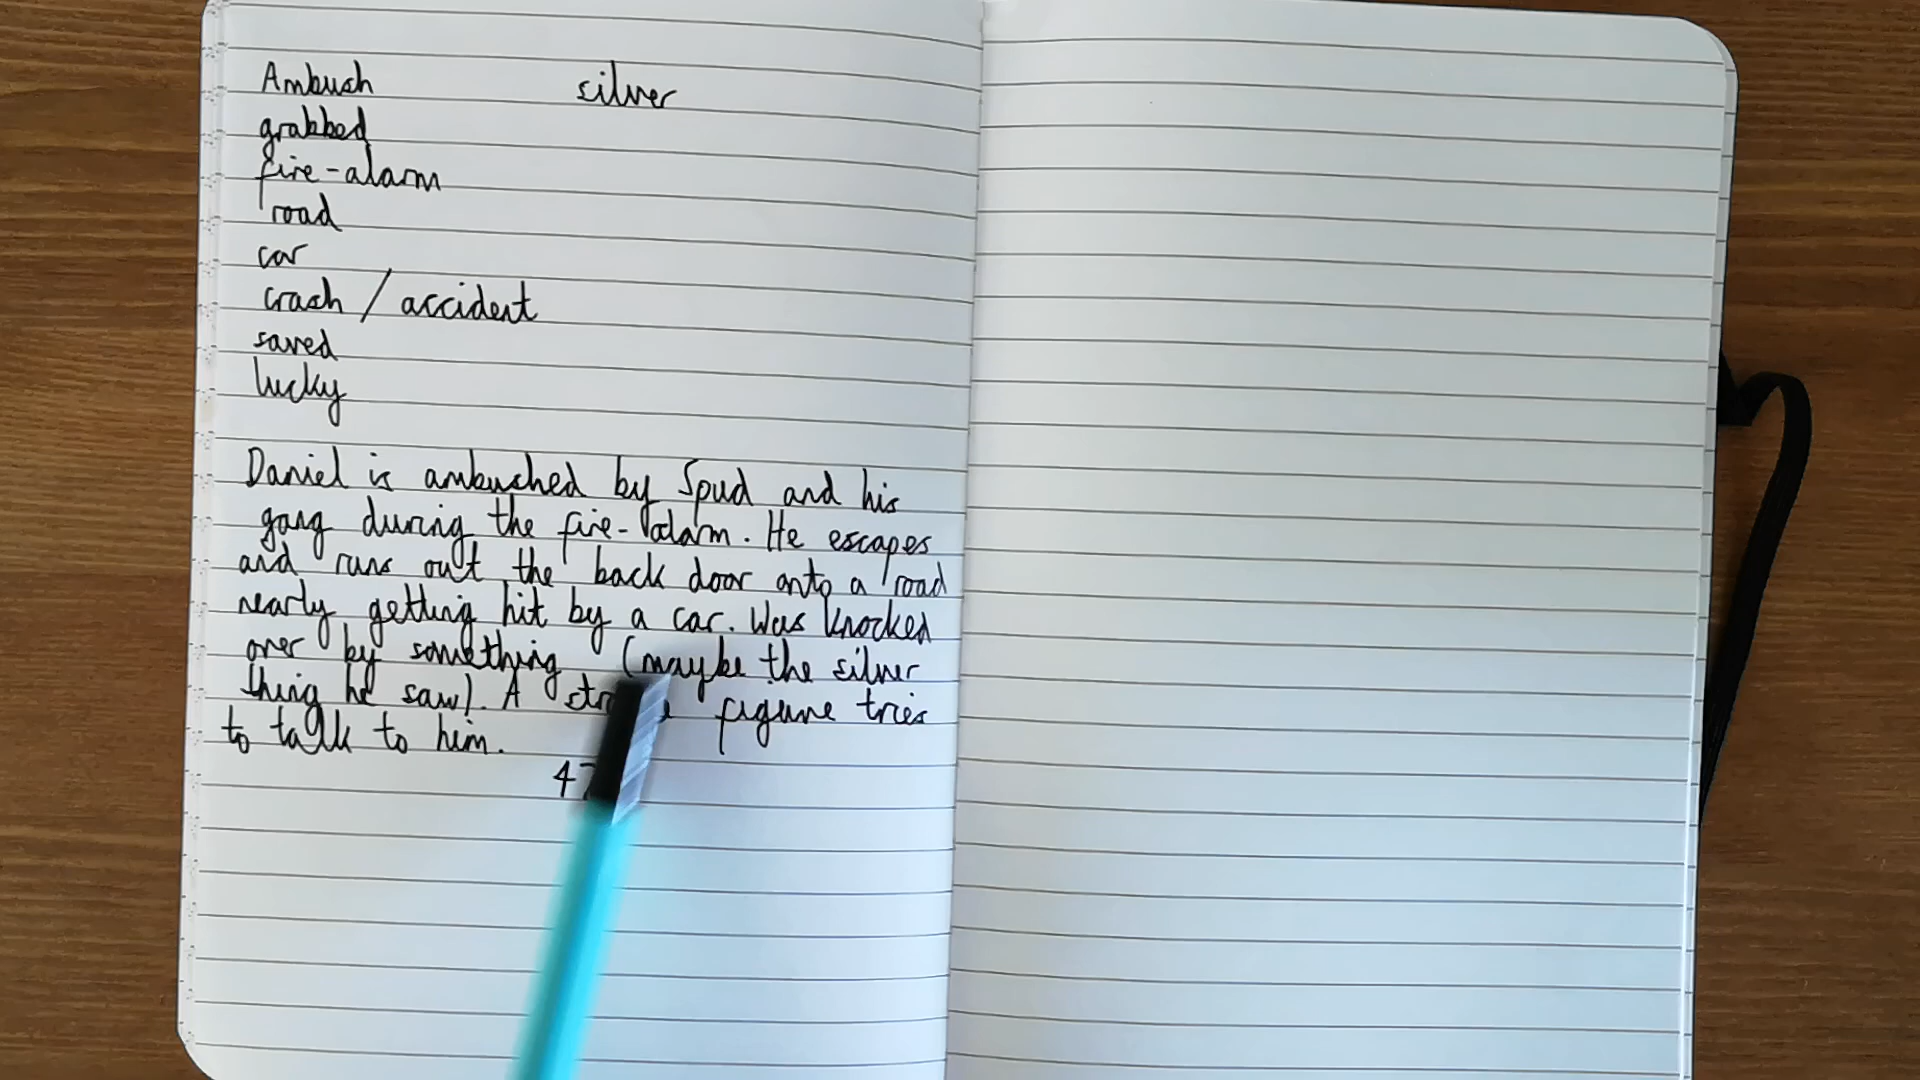 Ambush silver
grabbed
fire-alarm
road
car
crash / accident
saved
lucky
Daniel is ambushed by Spud and his
gang during the fire-alarm. He escapes
and runs out the back door onto a road
nearly getting hit by a car. Was knocked
over by something (maybe the silver
thing he saw). A figure tries
to talk to him.